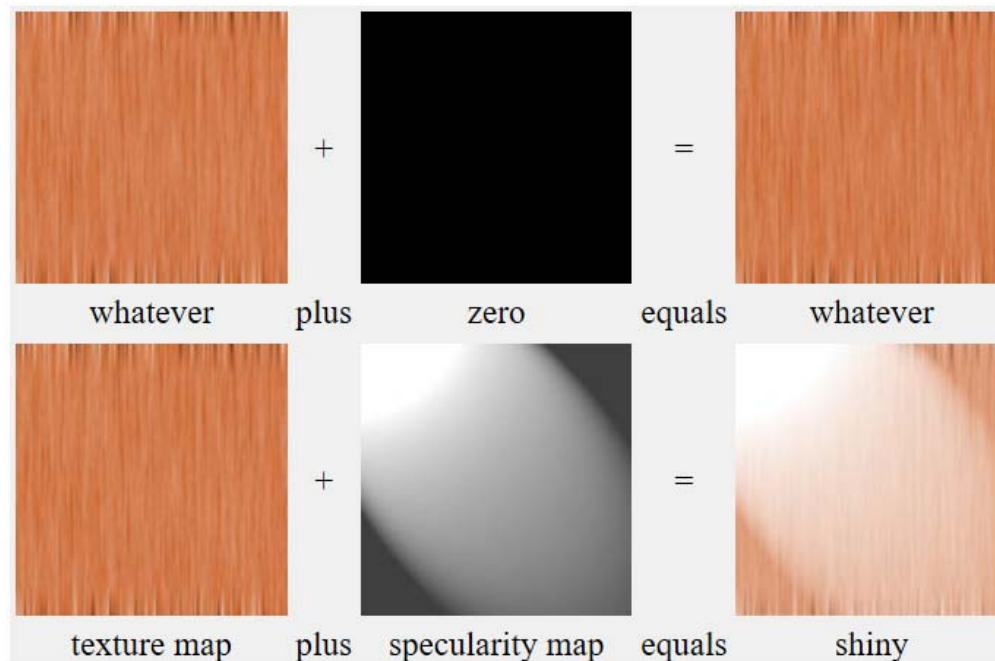 + =
whatever plus zero equals whatever
+ =
texture map plus specularity map equals shiny